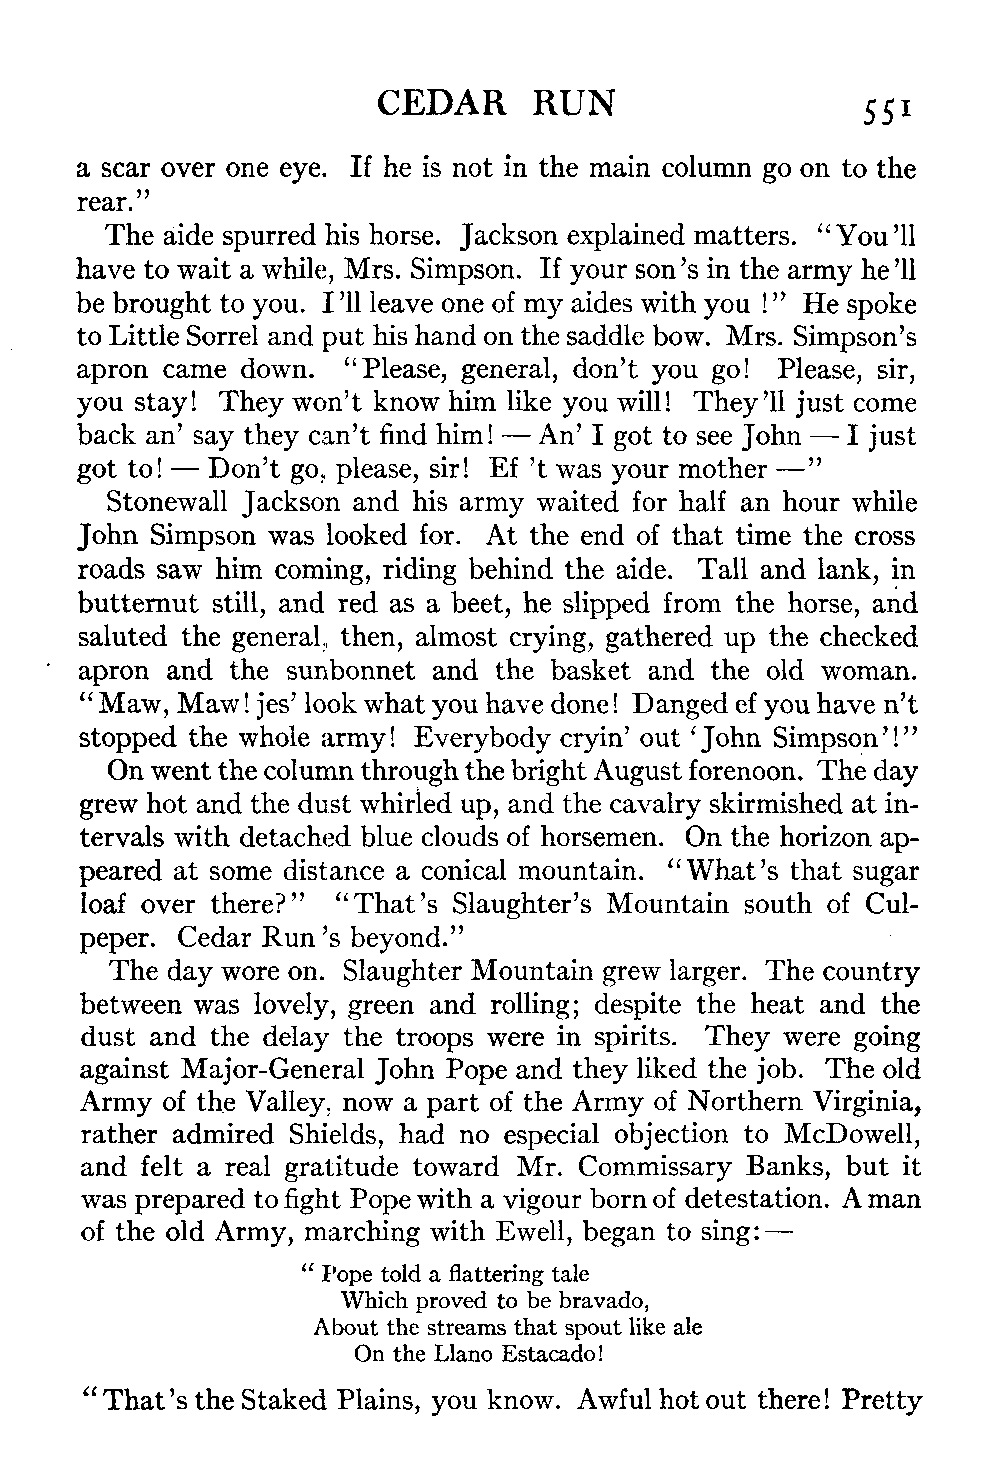 CEDAR RUN 551
a scar over one eye. If he is not in the main column go on to the
rear."
The aide spurred his horse. Jackson explained matters. "You'll
have to wait a while, Mrs. Simpson. If your son's in the army he'll
be brought to you. I'll leave one of my aides with you!" He spoke
to Little Sorrel and put his hand on the saddle bow. Mrs. Simpson's
apron came down. "Please, general, don't you go! Please, sir,
you stay! They won't know him like you will! They'll just come
back an' say they can't find him! — An' I got to see John — I just
got to! — Don't go, please, sir! Ef 't was your mother —"
Stonewall Jackson and his army waited for half an hour while
John Simpson was looked for. At the end of that time the cross
roads saw him coming, riding behind the aide. Tall and lank, in
butternut still, and red as a beet, he slipped from the horse, and
saluted the general, then, almost crying, gathered up the checked
apron and the sunbonnet and the basket and the old woman.
"Maw, Maw! jes' look what you have done! Danged ef you have n't
stopped the whole army! Everybody cryin' out 'John Simpson'!"
On went the column through the bright August forenoon. The day
grew hot and the dust whirled up, and the cavalry skirmished at in-
tervals with detached blue clouds of horsemen. On the horizon ap-
peared at some distance a conical mountain. "What's that sugar
loaf over there?" "That's Slaughter's Mountain south of Cul-
peper. Cedar Run's beyond."
The day wore on. Slaughter Mountain grew larger. The country
between was lovely, green and rolling; despite the heat and the
dust and the delay the troops were in spirits. They were going
against Major-General John Pope and they liked the job. The old
Army of the Valley, now a part of the Army of Northern Virginia,
rather admired Shields, had no especial objection to McDowell,
and felt a real gratitude toward Mr. Commissary Banks, but it
was prepared to fight Pope with a vigour born of detestation. A man
of the old Army, marching with Ewell, began to sing: —
"Pope told a flattering tale
Which proved to be bravado,
About the streams that spout like ale
On the Llano Estacado!
"That's the Staked Plains, you know. Awful hot out there! Pretty